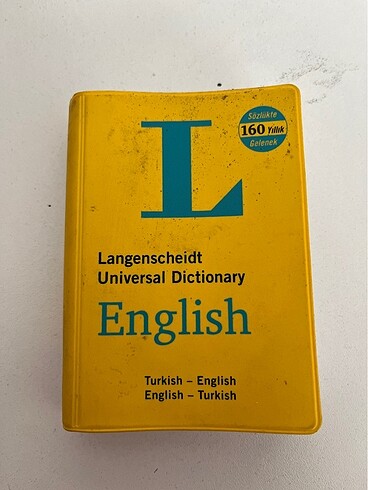 L
Sözlükte
160 Yıllık
Gelenek
Langenscheidt
Universal Dictionary
English
Turkish – English
English – Turkish